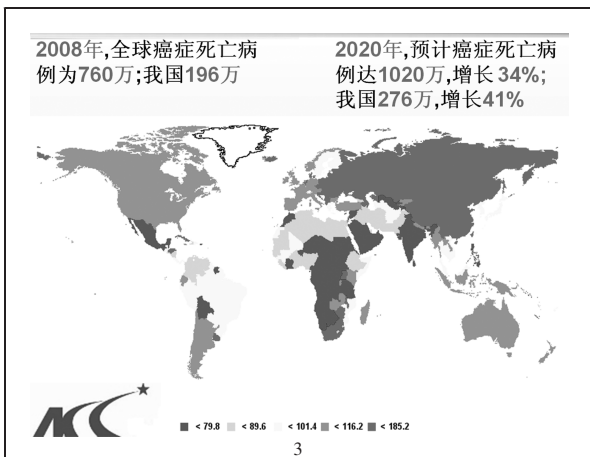 2008年,全球癌症死亡病
例为760万;我国196万
2020年,预计癌症死亡病
例达1020万,增长34%;
我国276万,增长41%
< 79.8 < 89.6 < 101.4 < 116.2 < 185.2
3